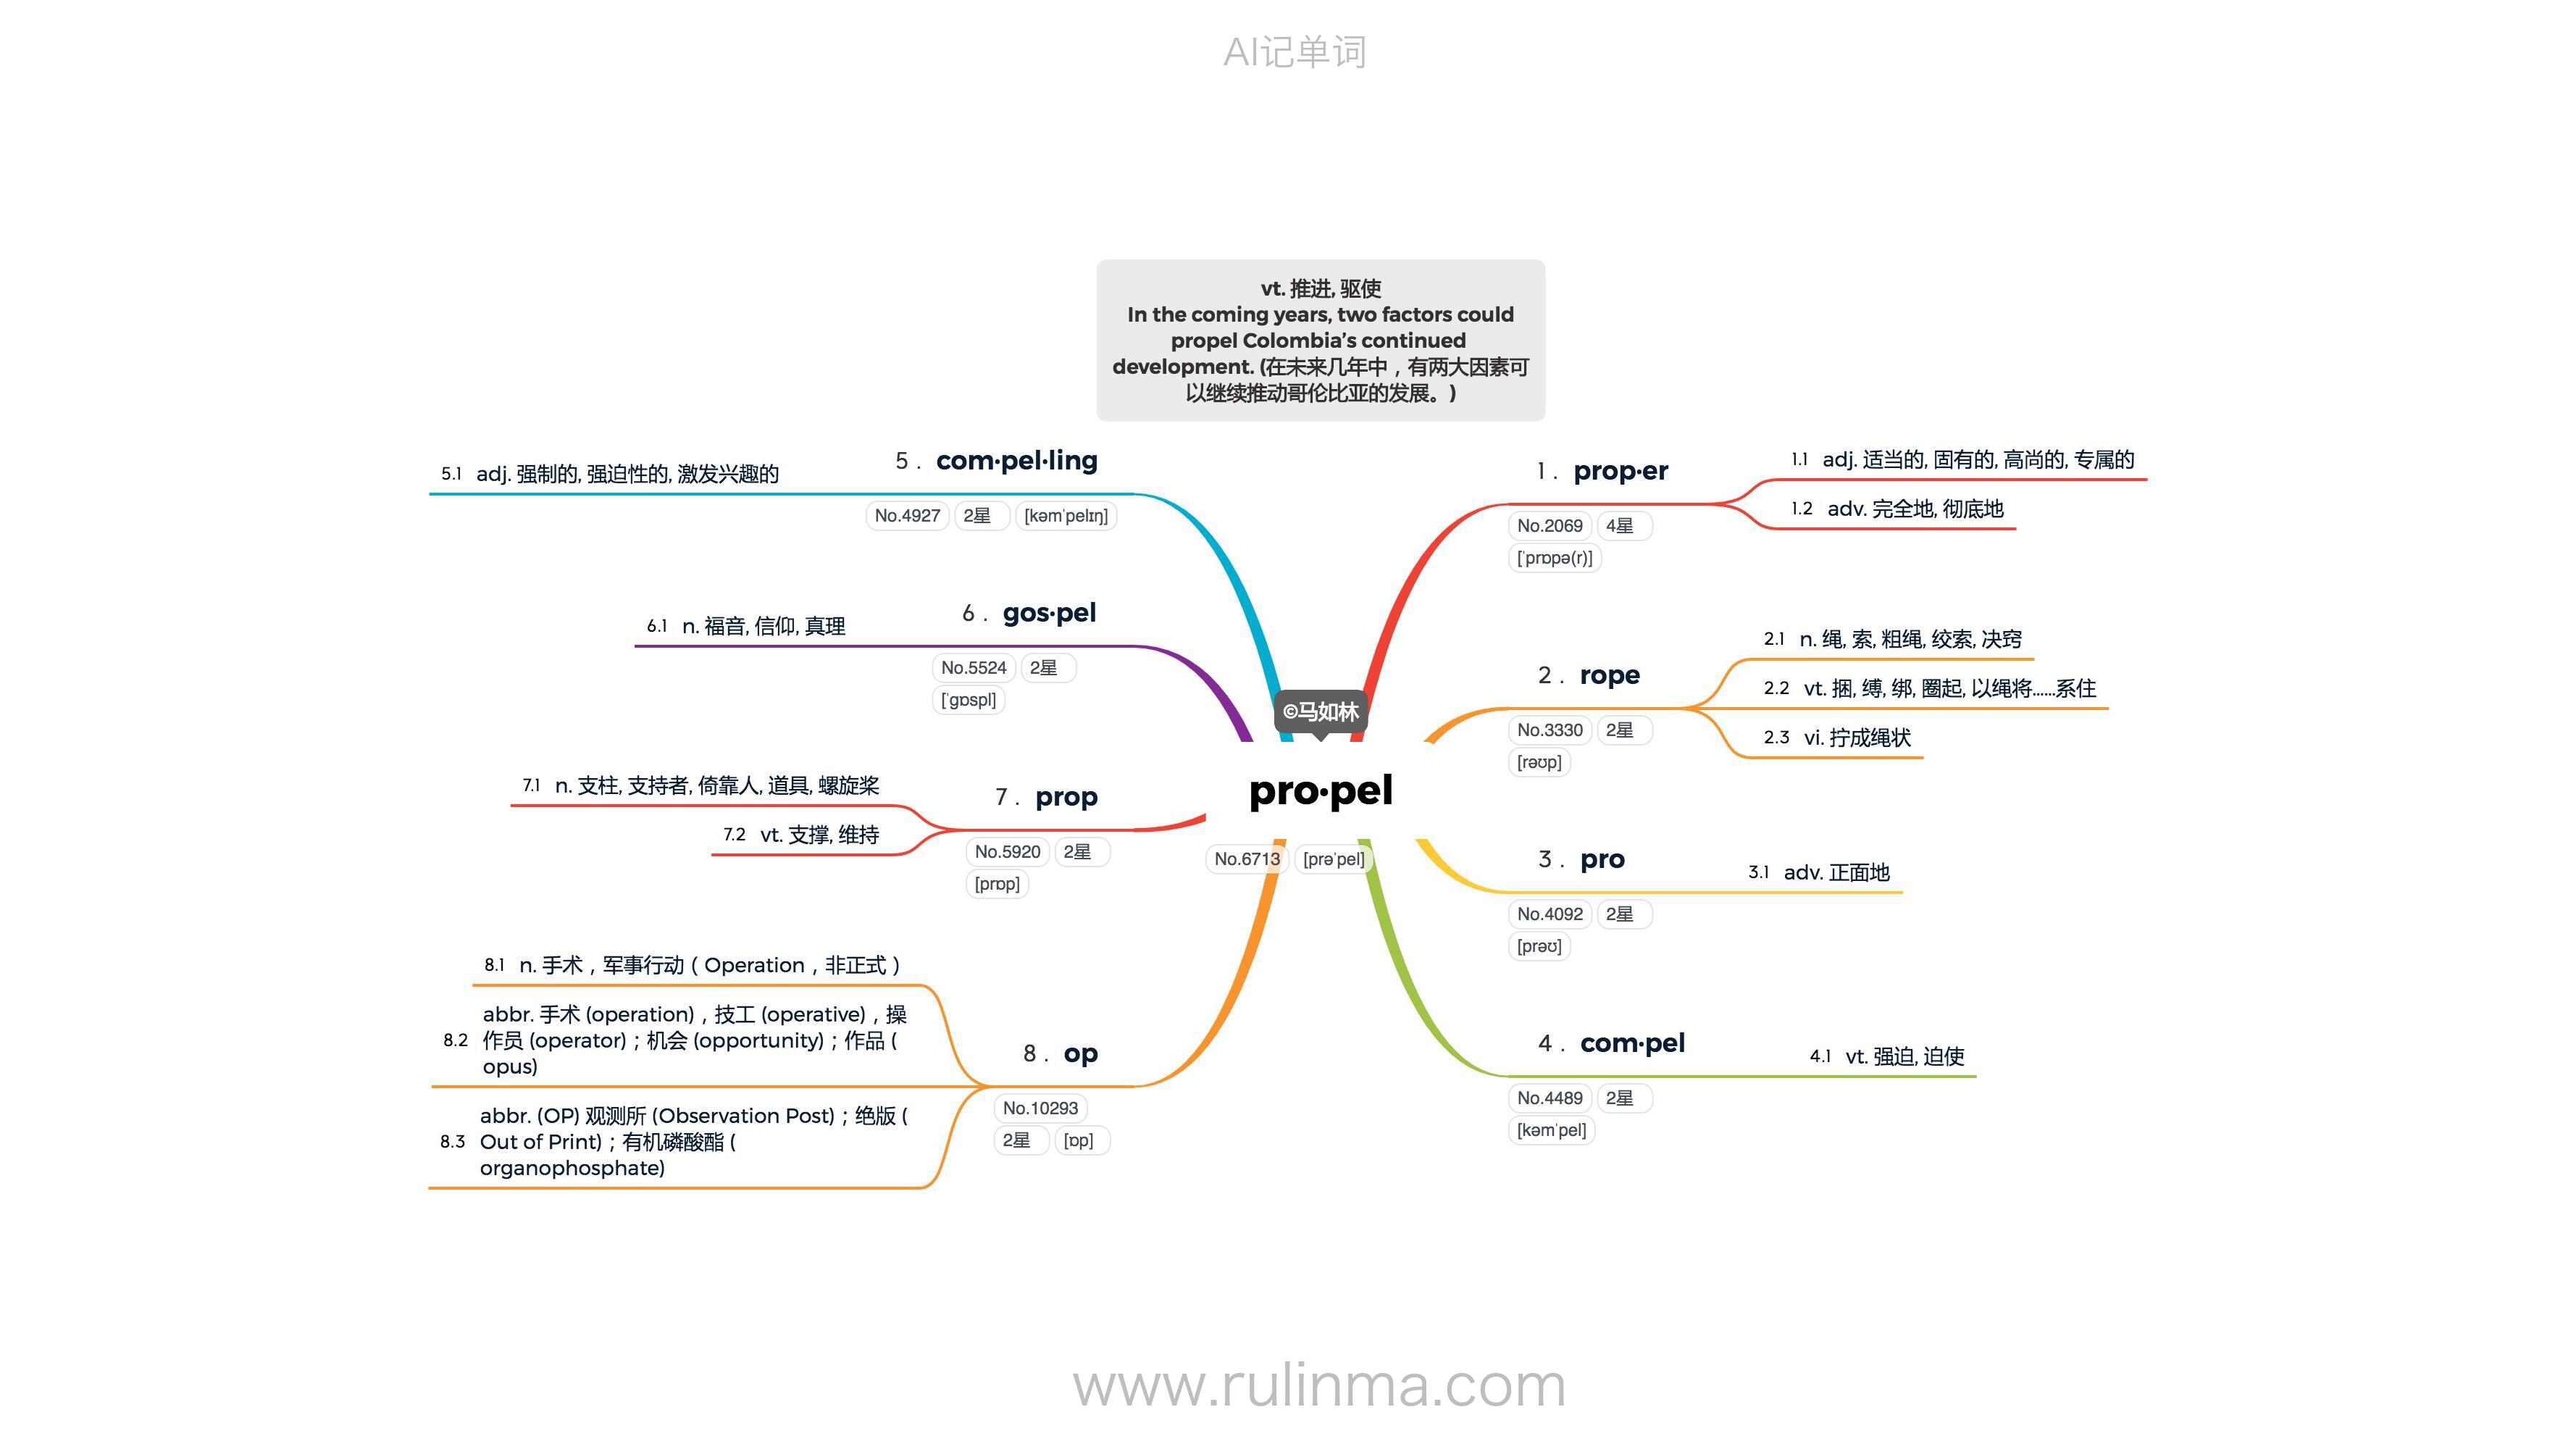 AI记单词
vt. 推进, 驱使
In the coming years, two factors could
propel Colombia’s continued
development. (在未来几年中，有两大因素可
以继续推动哥伦比亚的发展。)
©马如林
pro·pel
No.6713 [prəˈpel]
1 . prop·er
No.2069 4星
[ˈprɒpə(r)]
1.1 adj. 适当的, 固有的, 高尚的, 专属的
1.2 adv. 完全地, 彻底地
2 . rope
No.3330 2星
[rəʊp]
2.1 n. 绳, 索, 粗绳, 绞索, 决窍
2.2 vt. 捆, 缚, 绑, 圈起, 以绳将……系住
2.3 vi. 拧成绳状
3 . pro
No.4092 2星
[prəʊ]
3.1 adv. 正面地
4 . com·pel
No.4489 2星
[kəmˈpel]
4.1 vt. 强迫, 迫使
5 . com·pel·ling
No.4927 2星 [kəmˈpelɪŋ]
5.1 adj. 强制的, 强迫性的, 激发兴趣的
6 . gos·pel
No.5524 2星
[ˈɡɒspl]
6.1 n. 福音, 信仰, 真理
7 . prop
No.5920 2星
[prɒp]
7.1 n. 支柱, 支持者, 倚靠人, 道具, 螺旋桨
7.2 vt. 支撑, 维持
8 . op
No.10293
2星 [ɒp]
8.1 n. 手术，军事行动（Operation，非正式）
8.2 abbr. 手术 (operation)，技工 (operative)，操
作员 (operator)；机会 (opportunity)；作品 (
opus)
8.3 abbr. (OP) 观测所 (Observation Post)；绝版 (
Out of Print)；有机磷酸酯 (
organophosphate)
www.rulinma.com